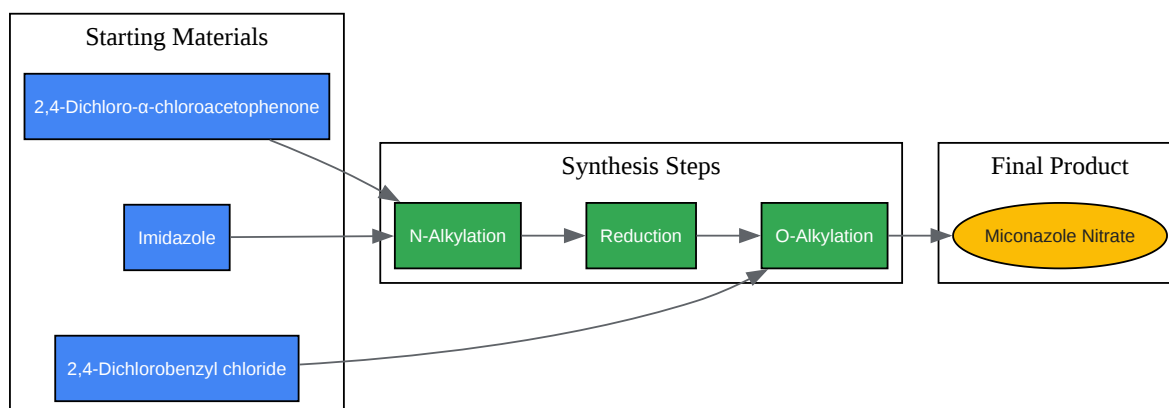 Starting Materials
2,4-Dichloro-α-chloroacetophenone
Imidazole
2,4-Dichlorobenzyl chloride
Synthesis Steps
N-Alkylation
Reduction
O-Alkylation
Final Product
Miconazole Nitrate